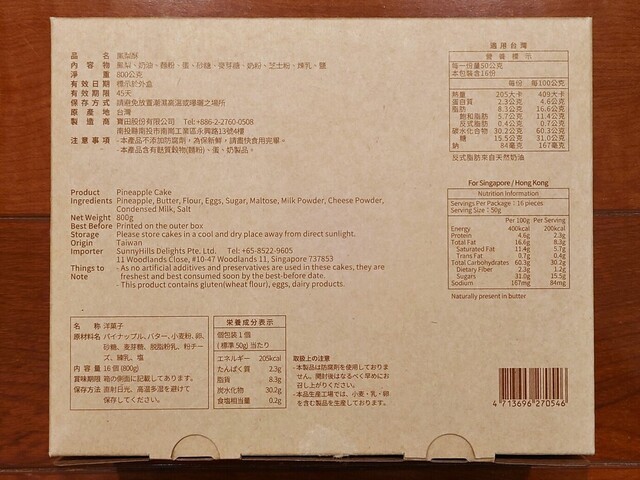 品　　名　鳳梨酥
內 容 物　鳳梨、奶油、麵粉、蛋、砂糖、麥芽糖、奶粉、芝士粉、煉乳、鹽
淨　　重　800公克
有效日期　標示於外盒
有效期限　45天
保存方式　請避免放置潮濕高溫或曝曬之場所
原 產 地　台灣
製 造 商　寶田股份有限公司　Tel:+886-2-2760-0508
南投縣南投市南崗工業區永興路13號4樓
注意事項　·本產品不添加防腐劑，為保新鮮，請盡快食用完畢。
·本產品含有麩質穀物(麵粉)、蛋、奶製品。
適用台灣
營養標示
每一份量50公克
本包裝含16份
每份　每100公克
熱量　205大卡　409大卡
蛋白質　2.3公克　4.6公克
脂肪　8.3公克　16.6公克
飽和脂肪　5.7公克　11.4公克
反式脂肪　0.4公克　0.7公克
碳水化合物　30.2公克　60.3公克
糖　15.5公克　31.0公克
鈉　84毫克　167毫克
反式脂肪來自天然奶油
Product　Pineapple Cake
Ingredients　Pineapple, Butter, Flour, Eggs, Sugar, Maltose, Milk Powder, Cheese Powder,
Condensed Milk, Salt
Net Weight　800g
Best Before　Printed on the outer box
Storage　Please store cakes in a cool and dry place away from direct sunlight.
Origin　Taiwan
Importer　SunnyHills Delights Pte. Ltd.　Tel: +65-8522-9605
11 Woodlands Close, #10-47 Woodlands 11, Singapore 737853
Things to Note　- As no artificial additives and preservatives are used in these cakes, they are
freshest and best consumed soon by the best-before date.
- This product contains gluten(wheat flour), eggs, dairy products.
For Singapore / Hong Kong
Nutrition Information
Servings Per Package : 16 pieces
Serving Size : 50g
Per 100g　Per Serving
Energy　400kcal　200kcal
Protein　4.6g　2.3g
Total Fat　16.6g　8.3g
Saturated Fat　11.4g　5.7g
Trans Fat　0.7g　0.4g
Total Carbohydrates　60.3g　30.2g
Dietary Fiber　2.3g　1.2g
Sugars　31.0g　15.5g
Sodium　167mg　84mg
Naturally present in butter
名　　称　洋菓子
原材料名　パイナップル、バター、小麦粉、卵、
砂糖、麦芽糖、脱脂粉乳、粉チー
ズ、練乳、塩
内 容 量　16個 (800g)
賞味期限　箱の側面に記載してあります。
保存方法　直射日光、高温多湿を避けて
保存してください。
栄養成分表示
個包装1個
(標準50g)当たり
エネルギー　205kcal
たんぱく質　2.3g
脂質　8.3g
炭水化物　30.2g
食塩相当量　0.2g
取扱上の注意
·本製品は防腐剤を使用しておりま
せん。開封後はなるべく早めにお
召し上がりください。
·本品生産工場では、小麦・乳・卵
を含む製品を生産しております。
4 713696 270546